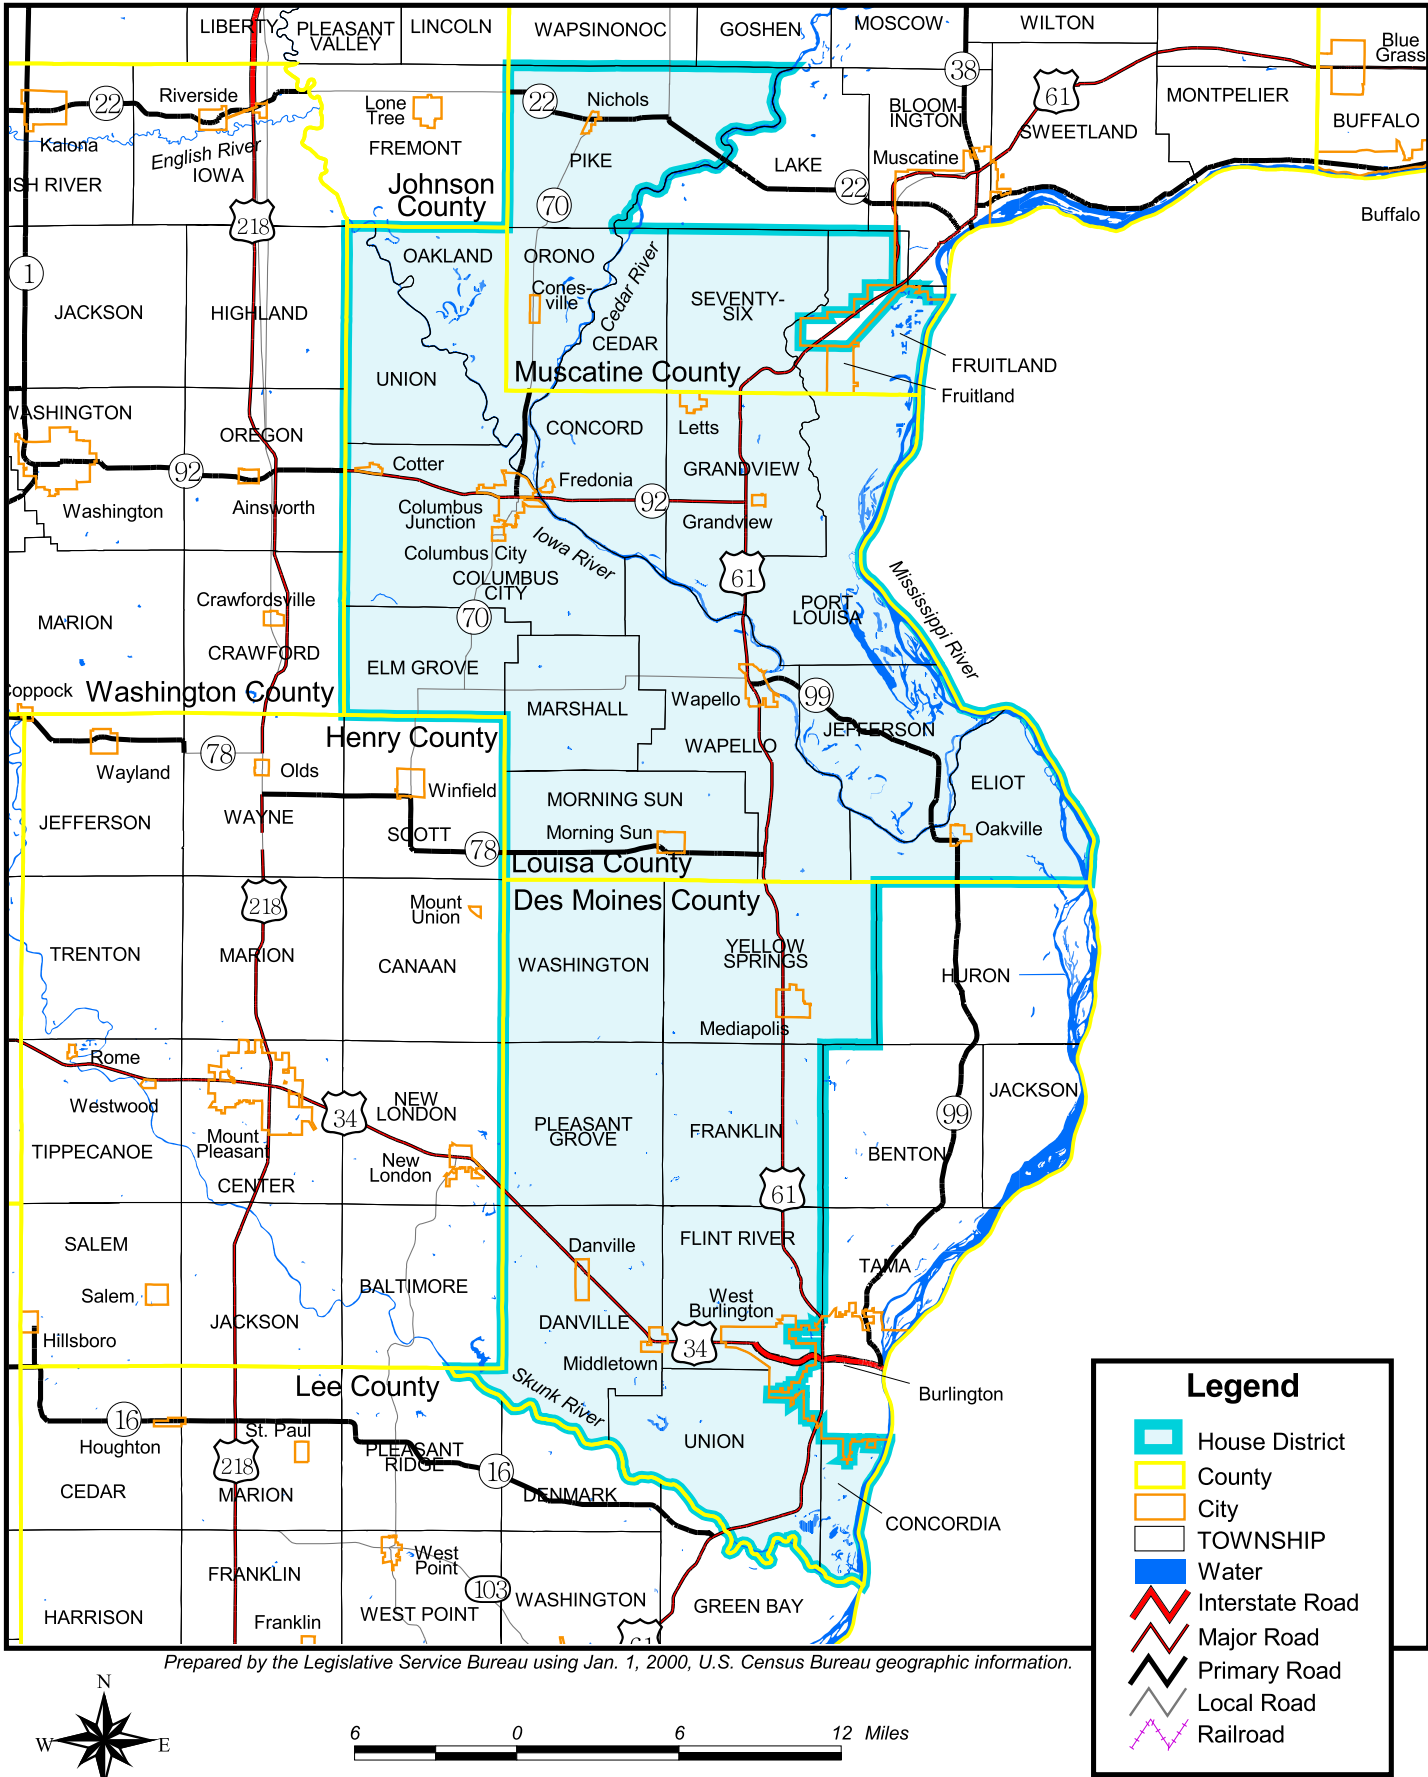 LIBERTY
PLEASANT
VALLEY
LINCOLN
WAPSINONOC
GOSHEN
MOSCOW
WILTON
Blue
Grass
38
61
22
Riverside
Lone
Tree
22
Nichols
BLOOM-
INGTON
MONTPELIER
BUFFALO
Kalona
English River
IOWA
FREMONT
PIKE
LAKE
Muscatine
SWEETLAND
ISH RIVER
Johnson
County
70
22
Buffalo
218
1
OAKLAND
ORONO
Cedar River
JACKSON
HIGHLAND
Cones-
ville
SEVENTY-
SIX
CEDAR
FRUITLAND
UNION
Muscatine County
Fruitland
WASHINGTON
OREGON
CONCORD
Letts
92
Cotter
Fredonia
GRANDVIEW
92
Washington
Ainsworth
Columbus
Junction
Grandview
Columbus City
Iowa River
COLUMBUS
CITY
61
Mississippi River
Crawfordsville
MARION
70
PORT
LOUISA
CRAWFORD
ELM GROVE
Coppock
Washington County
MARSHALL
Wapello
99
Henry County
JEFFERSON
78
WAPELLO
Wayland
Olds
Winfield
ELIOT
JEFFERSON
WAYNE
SCOTT
MORNING SUN
Morning Sun
Oakville
78
Louisa County
218
Mount
Union
Des Moines County
TRENTON
MARION
CANAAN
WASHINGTON
YELLOW
SPRINGS
HURON
Mediapolis
Rome
Westwood
34
NEW
LONDON
JACKSON
TIPPECANOE
Mount
Pleasant
PLEASANT
GROVE
FRANKLIN
99
BENTON
New
London
CENTER
61
SALEM
Danville
FLINT RIVER
TAMA
Salem
BALTIMORE
West
Burlington
JACKSON
DANVILLE
Hillsboro
34
Middletown
Lee County
Skunk River
Burlington
16
Houghton
St. Paul
UNION
218
PLEASANT
RIDGE
16
CEDAR
MARION
DENMARK
CONCORDIA
West
Point
FRANKLIN
103
WASHINGTON
HARRISON
Franklin
WEST POINT
GREEN BAY
61
Legend
House District
County
City
TOWNSHIP
Water
Interstate Road
Major Road
Primary Road
Local Road
Railroad
Prepared by the Legislative Service Bureau using Jan. 1, 2000, U.S. Census Bureau geographic information.
N
W
E
6 0 6 12 Miles